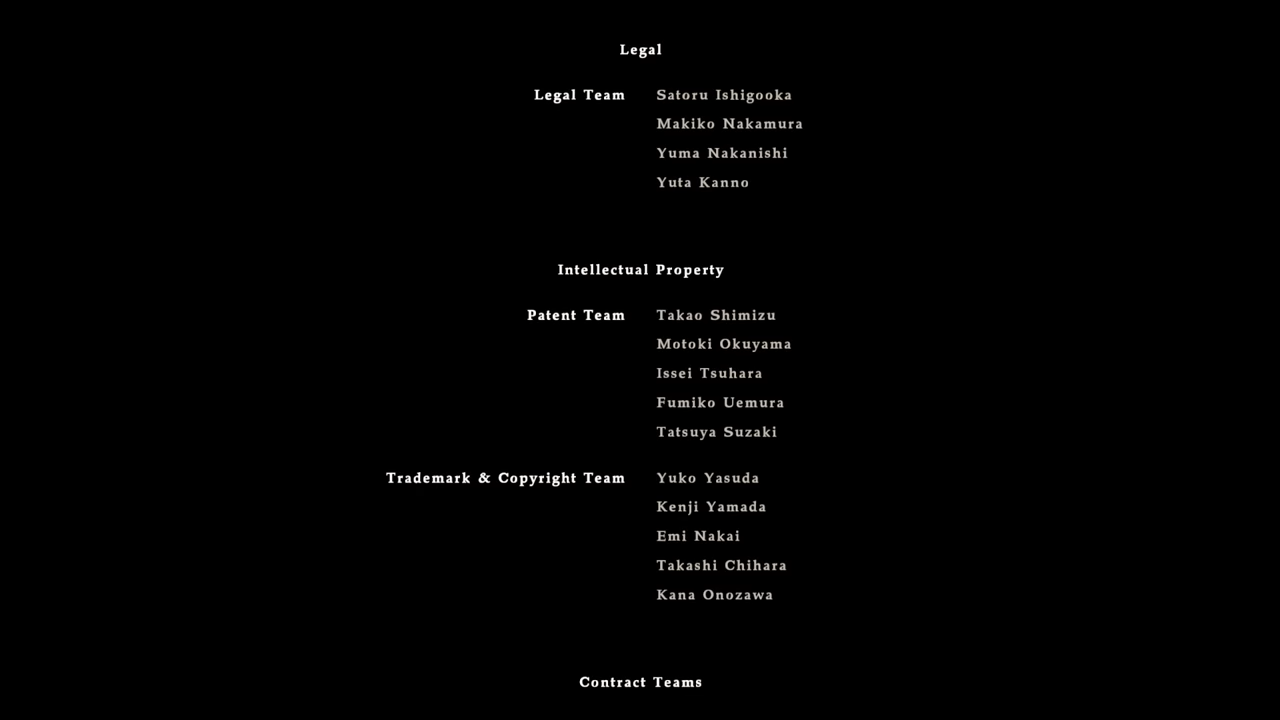 Legal
Legal Team Satoru Ishigooka
Makiko Nakamura
Yuma Nakanishi
Yuta Kanno
Intellectual Property
Patent Team Takao Shimizu
Motoki Okuyama
Issei Tsuhara
Fumiko Uemura
Tatsuya Suzaki
Trademark & Copyright Team Yuko Yasuda
Kenji Yamada
Emi Nakai
Takashi Chihara
Kana Onozawa
Contract Teams